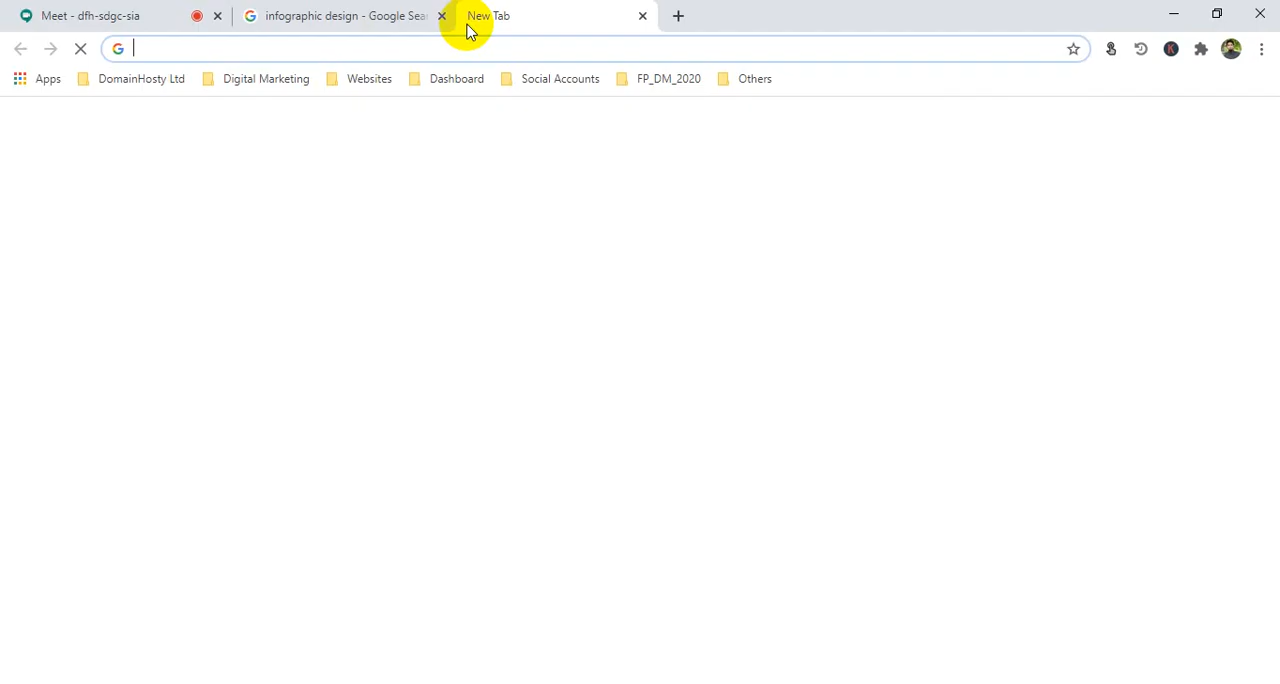 Meet - dfh-sdgc-sia infographic design - Google Sear New Tab
Apps DomainHosty Ltd Digital Marketing Websites Dashboard Social Accounts FP_DM_2020 Others